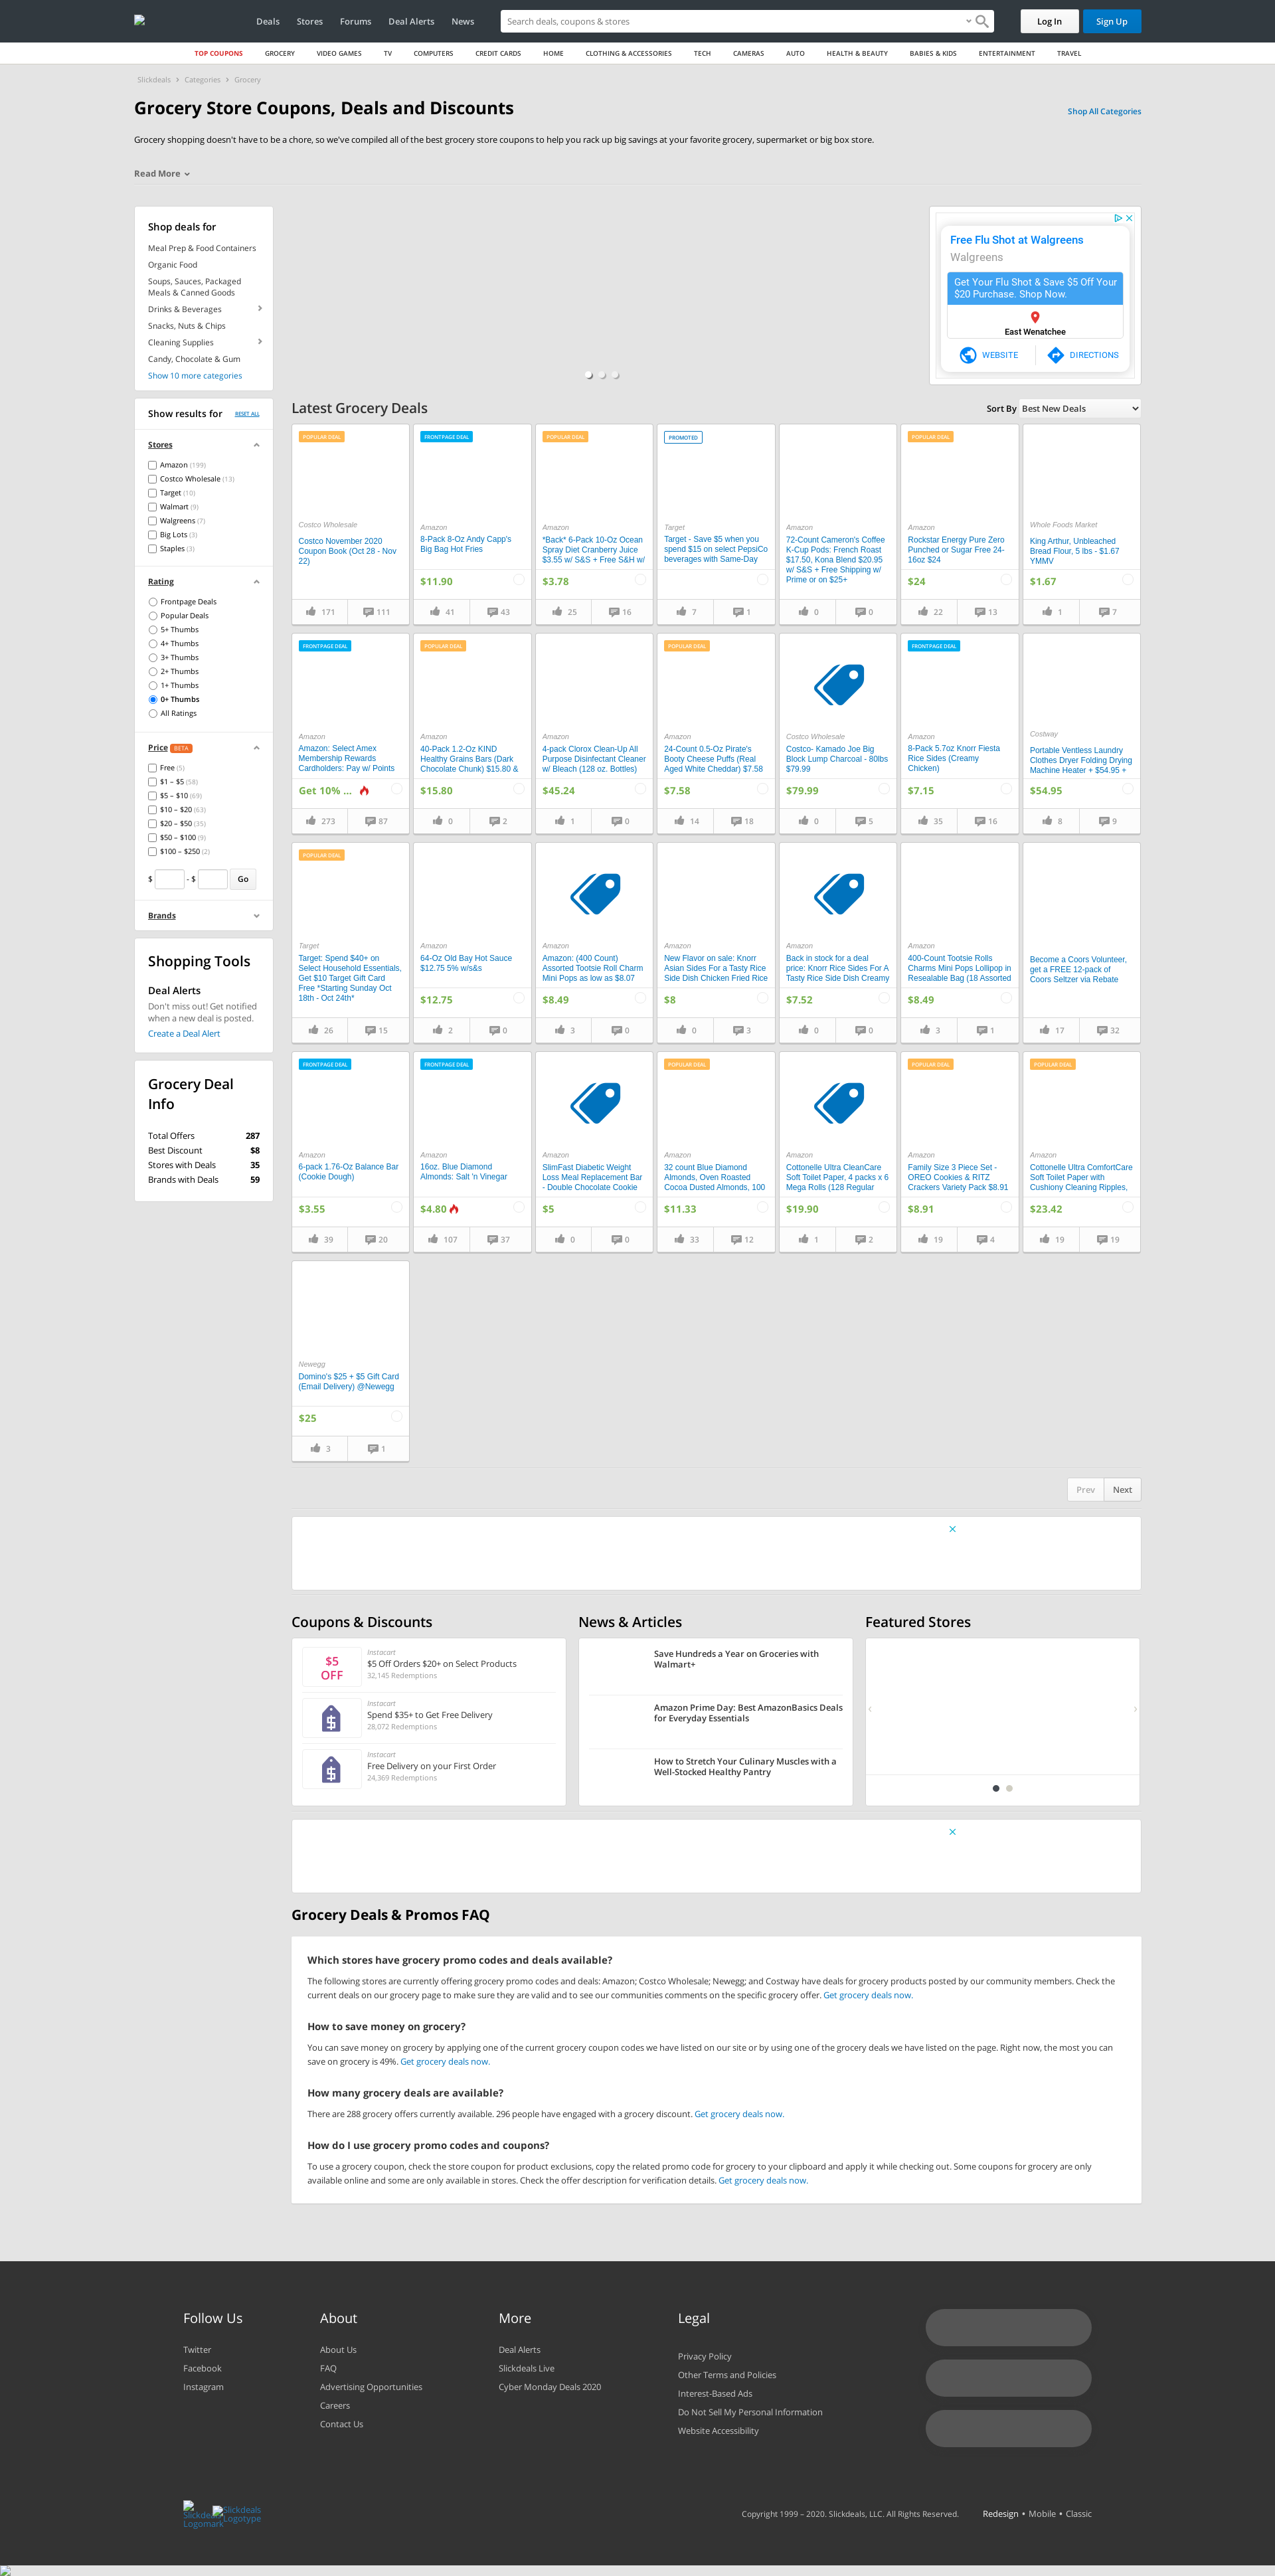 Deals
Stores
Forums
Deal Alerts
News
Search deals, coupons & stores
Log In
Sign Up
TOP COUPONS
GROCERY
VIDEO GAMES
TV
COMPUTERS
CREDIT CARDS
HOME
CLOTHING & ACCESSORIES
TECH
CAMERAS
AUTO
HEALTH & BEAUTY
BABIES & KIDS
ENTERTAINMENT
TRAVEL
Slickdeals > Categories > Grocery
Grocery Store Coupons, Deals and Discounts
Shop All Categories
Grocery shopping doesn't have to be a chore, so we've compiled all of the best grocery store coupons to help you rack up big savings at your favorite grocery, supermarket or big box store.
Read More
Shop deals for
Meal Prep & Food Containers
Organic Food
Soups, Sauces, Packaged
Meals & Canned Goods
Drinks & Beverages
Snacks, Nuts & Chips
Cleaning Supplies
Candy, Chocolate & Gum
Show 10 more categories
Free Flu Shot at Walgreens
Walgreens
Get Your Flu Shot & Save $5 Off Your
$20 Purchase. Shop Now.
East Wenatchee
WEBSITE
DIRECTIONS
Show results for
RESET ALL
Stores
Amazon (199)
Costco Wholesale (13)
Target (10)
Walmart (9)
Walgreens (7)
Big Lots (3)
Staples (3)
Rating
Frontpage Deals
Popular Deals
5+ Thumbs
4+ Thumbs
3+ Thumbs
2+ Thumbs
1+ Thumbs
0+ Thumbs
All Ratings
Price BETA
Free (5)
$1 – $5 (58)
$5 – $10 (69)
$10 – $20 (63)
$20 – $50 (35)
$50 – $100 (9)
$100 – $250 (2)
$ - $ Go
Brands
Shopping Tools
Deal Alerts
Don't miss out! Get notified
when a new deal is posted.
Create a Deal Alert
Grocery Deal
Info
Total Offers 287
Best Discount $8
Stores with Deals 35
Brands with Deals 59
Latest Grocery Deals
Sort By Best New Deals
POPULAR DEAL
Costco Wholesale
Costco November 2020
Coupon Book (Oct 28 - Nov
22)
171 111
FRONTPAGE DEAL
Amazon
8-Pack 8-Oz Andy Capp's
Big Bag Hot Fries
$11.90
41 43
POPULAR DEAL
Amazon
*Back* 6-Pack 10-Oz Ocean
Spray Diet Cranberry Juice
$3.55 w/ S&S + Free S&H w/
$3.78
25 16
PROMOTED
Target
Target - Save $5 when you
spend $15 on select PepsiCo
beverages with Same-Day
7 1
Amazon
72-Count Cameron's Coffee
K-Cup Pods: French Roast
$17.50, Kona Blend $20.95
w/ S&S + Free Shipping w/
Prime or on $25+
0 0
POPULAR DEAL
Amazon
Rockstar Energy Pure Zero
Punched or Sugar Free 24-
16oz $24
$24
22 13
Whole Foods Market
King Arthur, Unbleached
Bread Flour, 5 lbs - $1.67
YMMV
$1.67
1 7
FRONTPAGE DEAL
Amazon
Amazon: Select Amex
Membership Rewards
Cardholders: Pay w/ Points
Get 10% ...
273 87
POPULAR DEAL
Amazon
40-Pack 1.2-Oz KIND
Healthy Grains Bars (Dark
Chocolate Chunk) $15.80 &
$15.80
0 2
Amazon
4-pack Clorox Clean-Up All
Purpose Disinfectant Cleaner
w/ Bleach (128 oz. Bottles)
$45.24
1 0
POPULAR DEAL
Amazon
24-Count 0.5-Oz Pirate's
Booty Cheese Puffs (Real
Aged White Cheddar) $7.58
$7.58
14 18
Costco Wholesale
Costco- Kamado Joe Big
Block Lump Charcoal - 80lbs
$79.99
$79.99
0 5
FRONTPAGE DEAL
Amazon
8-Pack 5.7oz Knorr Fiesta
Rice Sides (Creamy
Chicken)
$7.15
35 16
Costway
Portable Ventless Laundry
Clothes Dryer Folding Drying
Machine Heater + $54.95 +
$54.95
8 9
POPULAR DEAL
Target
Target: Spend $40+ on
Select Household Essentials,
Get $10 Target Gift Card
Free *Starting Sunday Oct
18th - Oct 24th*
26 15
Amazon
64-Oz Old Bay Hot Sauce
$12.75 5% w/s&s
$12.75
2 0
Amazon
Amazon: (400 Count)
Assorted Tootsie Roll Charm
Mini Pops as low as $8.07
$8.49
3 0
Amazon
New Flavor on sale: Knorr
Asian Sides For a Tasty Rice
Side Dish Chicken Fried Rice
$8
0 3
Amazon
Back in stock for a deal
price: Knorr Rice Sides For A
Tasty Rice Side Dish Creamy
$7.52
0 0
Amazon
400-Count Tootsie Rolls
Charms Mini Pops Lollipop in
Resealable Bag (18 Assorted
$8.49
3 1
Become a Coors Volunteer,
get a FREE 12-pack of
Coors Seltzer via Rebate
17 32
FRONTPAGE DEAL
Amazon
6-pack 1.76-Oz Balance Bar
(Cookie Dough)
$3.55
39 20
FRONTPAGE DEAL
Amazon
16oz. Blue Diamond
Almonds: Salt 'n Vinegar
$4.80
107 37
Amazon
SlimFast Diabetic Weight
Loss Meal Replacement Bar
- Double Chocolate Cookie
$5
0 0
POPULAR DEAL
Amazon
32 count Blue Diamond
Almonds, Oven Roasted
Cocoa Dusted Almonds, 100
$11.33
33 12
Amazon
Cottonelle Ultra CleanCare
Soft Toilet Paper, 4 packs x 6
Mega Rolls (128 Regular
$19.90
1 2
POPULAR DEAL
Amazon
Family Size 3 Piece Set -
OREO Cookies & RITZ
Crackers Variety Pack $8.91
$8.91
19 4
POPULAR DEAL
Amazon
Cottonelle Ultra ComfortCare
Soft Toilet Paper with
Cushiony Cleaning Ripples,
$23.42
19 19
Newegg
Domino's $25 + $5 Gift Card
(Email Delivery) @Newegg
$25
3 1
Prev Next
Coupons & Discounts
$5
OFF
Instacart
$5 Off Orders $20+ on Select Products
32,145 Redemptions
Instacart
Spend $35+ to Get Free Delivery
28,072 Redemptions
Instacart
Free Delivery on your First Order
24,369 Redemptions
News & Articles
Save Hundreds a Year on Groceries with
Walmart+
Amazon Prime Day: Best AmazonBasics Deals
for Everyday Essentials
How to Stretch Your Culinary Muscles with a
Well-Stocked Healthy Pantry
Featured Stores
Grocery Deals & Promos FAQ
Which stores have grocery promo codes and deals available?
The following stores are currently offering grocery promo codes and deals: Amazon; Costco Wholesale; Newegg; and Costway have deals for grocery products posted by our community members. Check the
current deals on our grocery page to make sure they are valid and to see our communities comments on the specific grocery offer. Get grocery deals now.
How to save money on grocery?
You can save money on grocery by applying one of the current grocery coupon codes we have listed on our site or by using one of the grocery deals we have listed on the page. Right now, the most you can
save on grocery is 49%. Get grocery deals now.
How many grocery deals are available?
There are 288 grocery offers currently available. 296 people have engaged with a grocery discount. Get grocery deals now.
How do I use grocery promo codes and coupons?
To use a grocery coupon, check the store coupon for product exclusions, copy the related promo code for grocery to your clipboard and apply it while checking out. Some coupons for grocery are only
available online and some are only available in stores. Check the offer description for verification details. Get grocery deals now.
Follow Us
Twitter
Facebook
Instagram
About
About Us
FAQ
Advertising Opportunities
Careers
Contact Us
More
Deal Alerts
Slickdeals Live
Cyber Monday Deals 2020
Legal
Privacy Policy
Other Terms and Policies
Interest-Based Ads
Do Not Sell My Personal Information
Website Accessibility
Slickdeals
Logomark
Slickdeals
Logotype
Copyright 1999 – 2020. Slickdeals, LLC. All Rights Reserved.
Redesign • Mobile • Classic